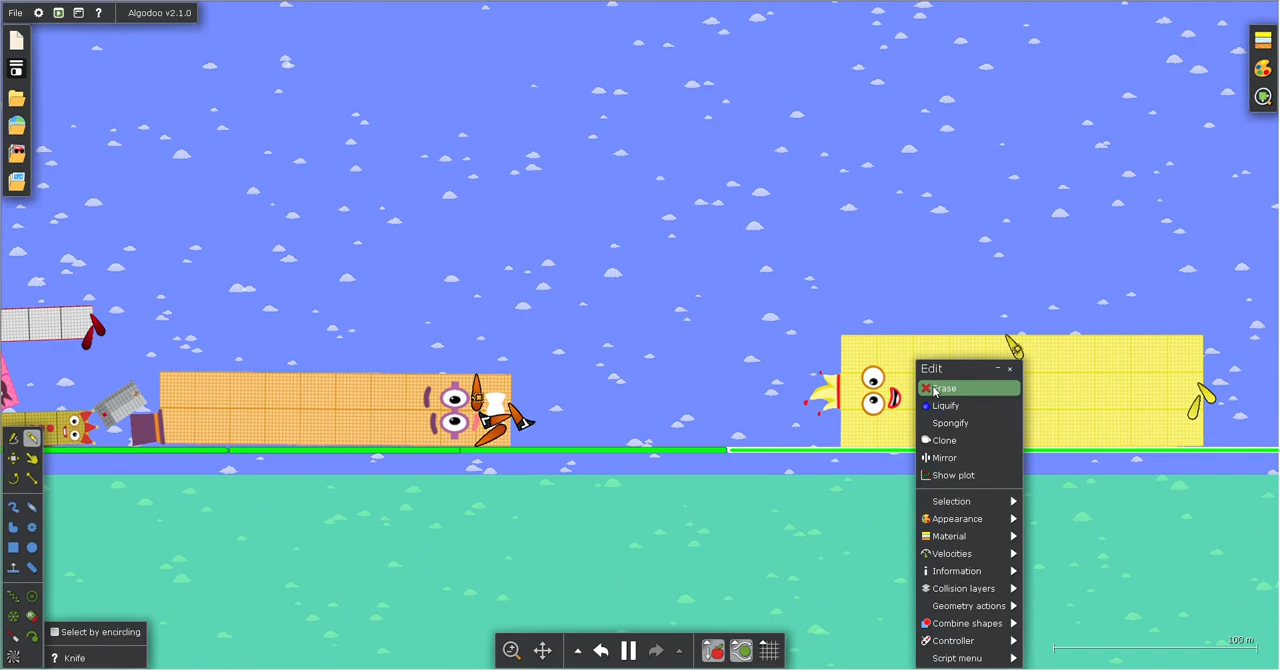 File ? Algodoo v2.1.0
Edit
Erase
Liquify
Spongify
Clone
Mirror
Show plot
Selection
Appearance
Material
Velocities
Information
Collision layers
Geometry actions
Combine shapes
Controller
Script menu
Select by encircling
? Knife
100 m